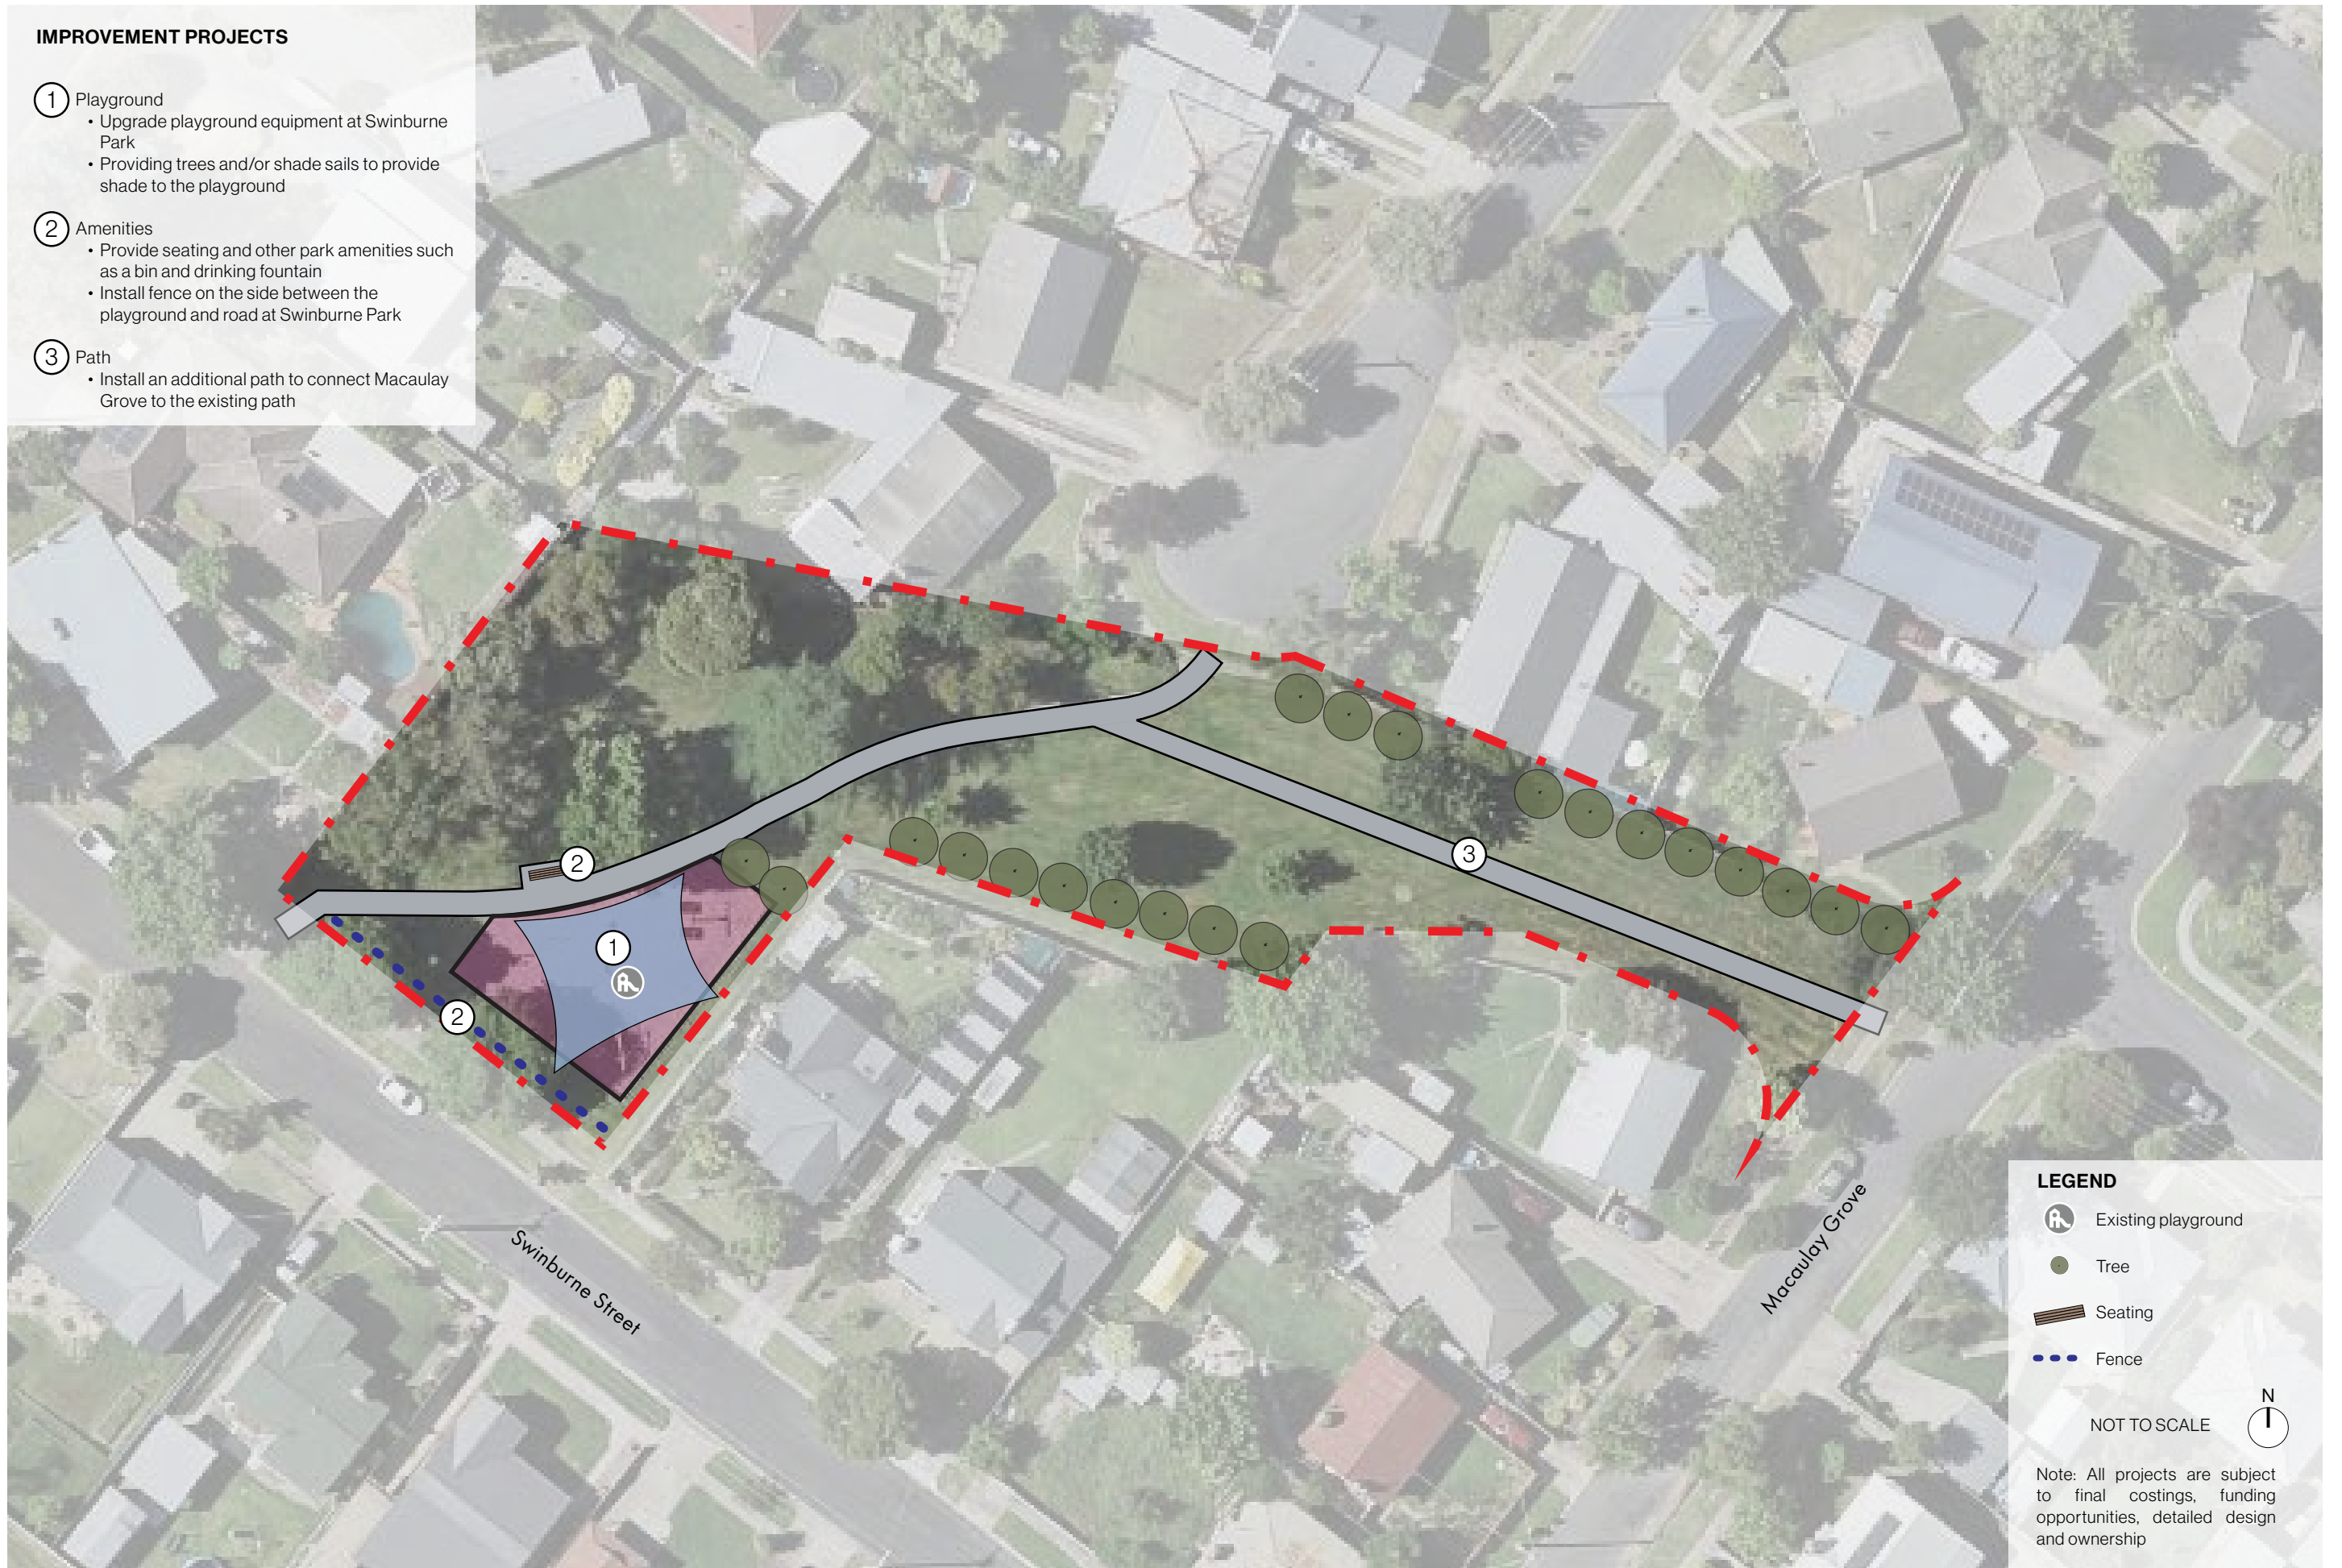 IMPROVEMENT PROJECTS
1 Playground
• Upgrade playground equipment at Swinburne
Park
• Providing trees and/or shade sails to provide
shade to the playground
2 Amenities
• Provide seating and other park amenities such
as a bin and drinking fountain
• Install fence on the side between the
playground and road at Swinburne Park
3 Path
• Install an additional path to connect Macaulay
Grove to the existing path
2
3
1
2
Swinburne Street
Macaulay Grove
LEGEND
Existing playground
Tree
Seating
Fence
N
NOT TO SCALE
Note: All projects are subject
to final costings, funding
opportunities, detailed design
and ownership